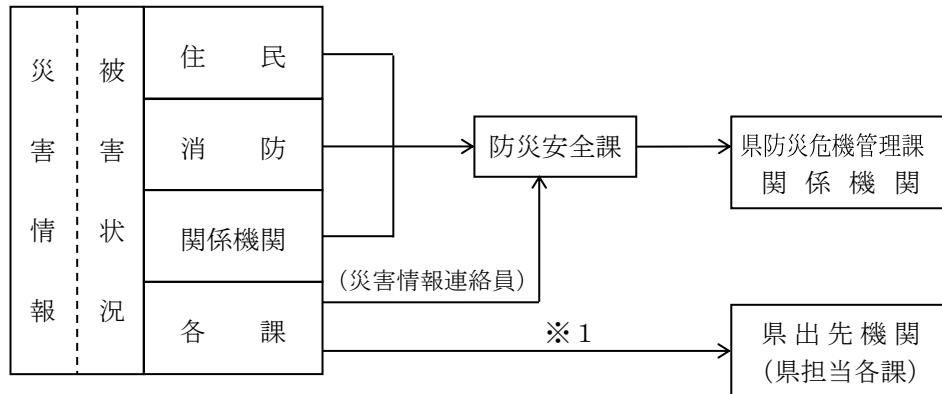 災害情報
被害状況
住民
消防
関係機関
各課
防災安全課
(災害情報連絡員)
※1
県防災危機管理課
関係機関
県出先機関
(県担当各課)